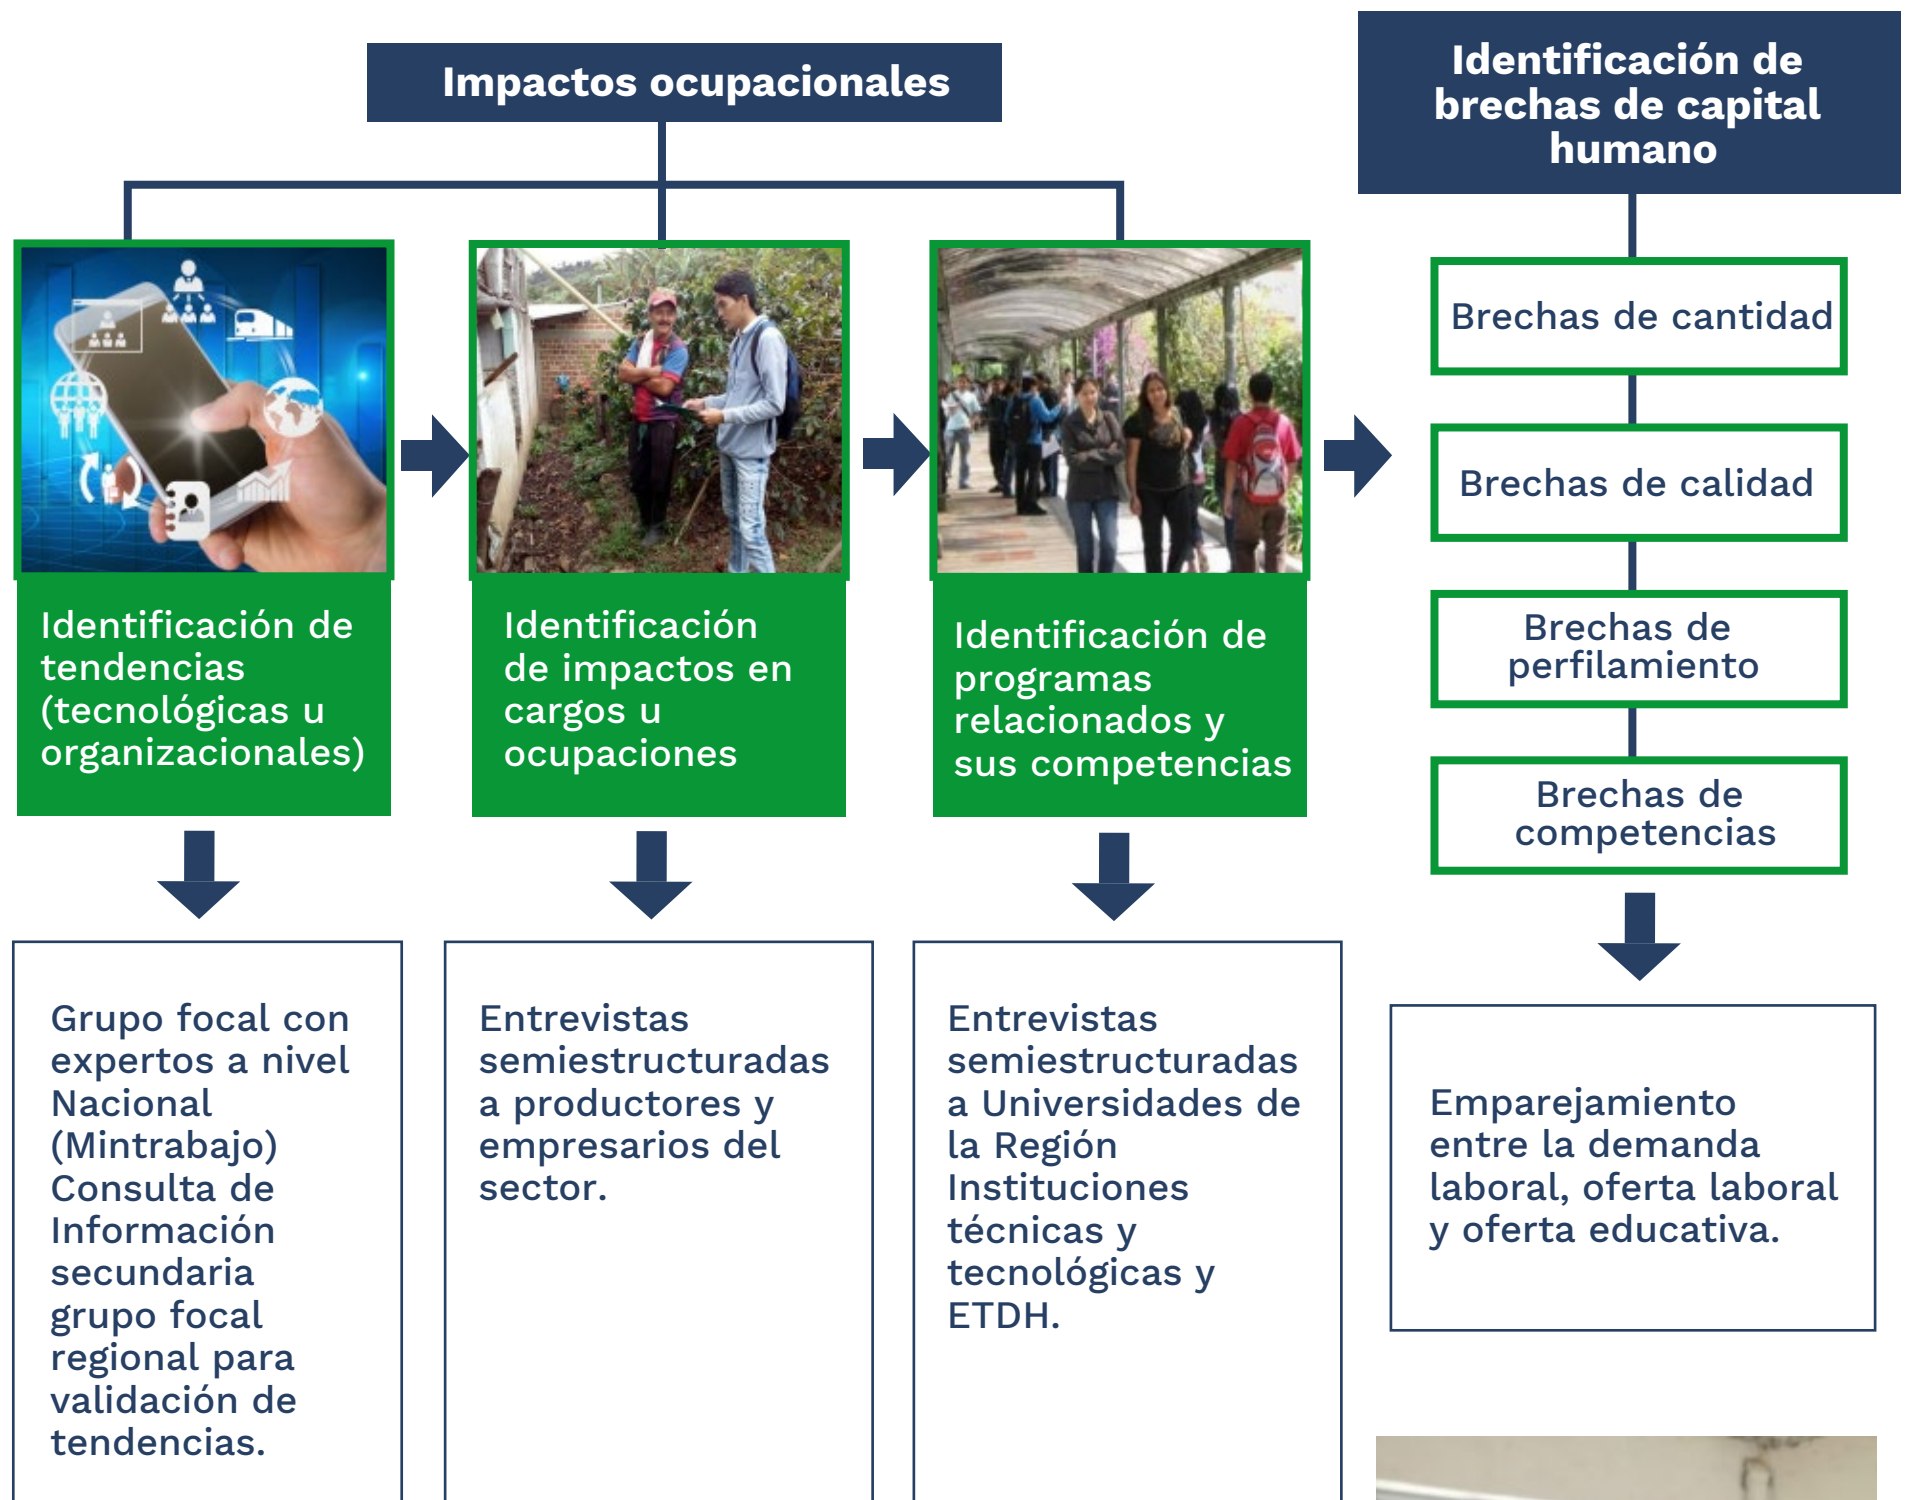 Impactos ocupacionales
Identificación de
brechas de capital
humano
Identificación de
tendencias
(tecnológicas u
organizacionales)
Identificación
de impactos en
cargos u
ocupaciones
Identificación de
programas
relacionados y
sus competencias
Brechas de cantidad
Brechas de calidad
Brechas de
perfilamiento
Brechas de
competencias
Grupo focal con
expertos a nivel
Nacional
(Mintrabajo)
Consulta de
Información
secundaria
grupo focal
regional para
validación de
tendencias.
Entrevistas
semiestructuradas
a productores y
empresarios del
sector.
Entrevistas
semiestructuradas
a Universidades de
la Región
Instituciones
técnicas y
tecnológicas y
ETDH.
Emparejamiento
entre la demanda
laboral, oferta laboral
y oferta educativa.